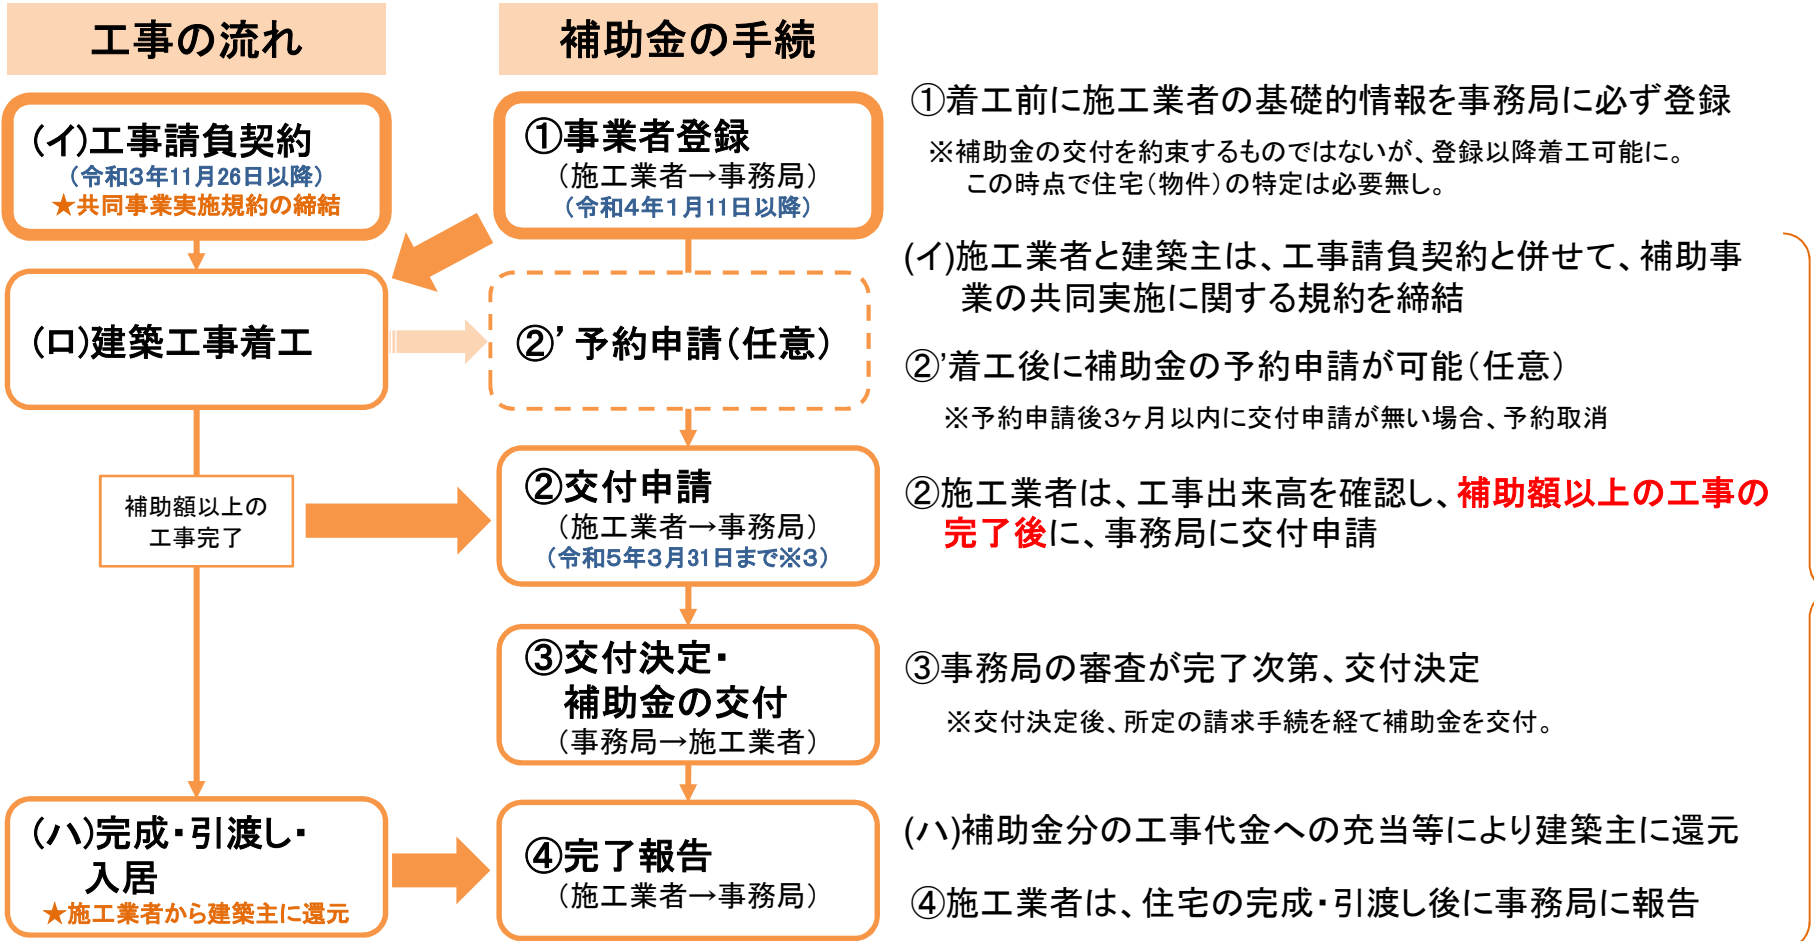 工事の流れ
補助金の手続
(イ)工事請負契約
（令和3年11月26日以降）
★共同事業実施規約の締結
①事業者登録
（施工業者→事務局）
（令和4年1月11日以降）
①着工前に施工業者の基礎的情報を事務局に必ず登録
※補助金の交付を約束するものではないが、登録以降着工可能に。
この時点で住宅（物件）の特定は必要無し。
(イ)施工業者と建築主は、工事請負契約と併せて、補助事
業の共同実施に関する規約を締結
(ロ)建築工事着工
②’予約申請（任意）
②’着工後に補助金の予約申請が可能（任意）
※予約申請後3ヶ月以内に交付申請が無い場合、予約取消
補助額以上の
工事完了
②交付申請
（施工業者→事務局）
（令和5年3月31日まで※3）
②施工業者は、工事出来高を確認し、補助額以上の工事の
完了後に、事務局に交付申請
③交付決定・
補助金の交付
（事務局→施工業者）
③事務局の審査が完了次第、交付決定
※交付決定後、所定の請求手続を経て補助金を交付。
(ハ)完成・引渡し・
入居
★施工業者から建築主に還元
④完了報告
（施工業者→事務局）
(ハ)補助金分の工事代金への充当等により建築主に還元
④施工業者は、住宅の完成・引渡し後に事務局に報告